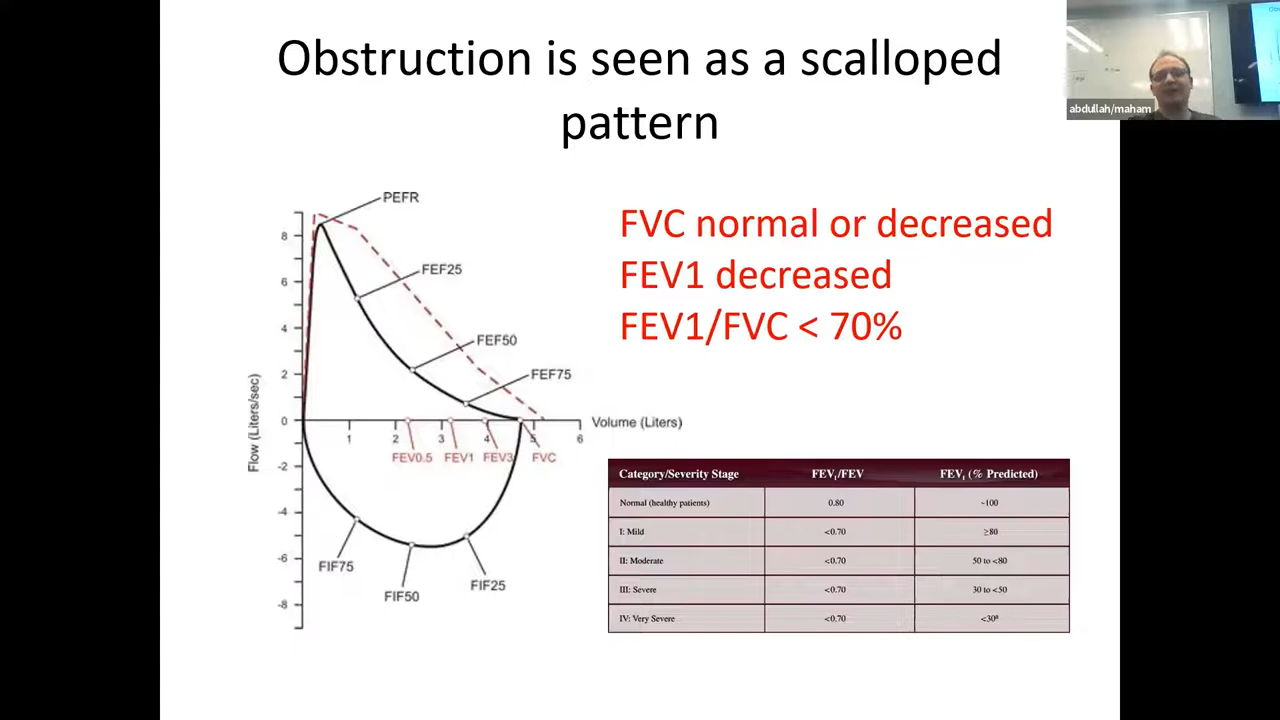 Obstruction is seen as a scalloped
pattern
abdullah/maham
PEFR
FEF25
FEF50
FEF75
8
6
4
2
0
-2
-4
-6
-8
Flow (Liters/sec)
1
2
3
4
5
6
Volume (Liters)
FEV0.5
FEV1
FEV3
FVC
FIF75
FIF50
FIF25
FVC normal or decreased
FEV1 decreased
FEV1/FVC < 70%
Category/Severity Stage FEV₁/FEV FEV₁ (% Predicted)
Normal (healthy patients) 0.80 ~100
I: Mild <0.70 ≥80
II: Moderate <0.70 50 to <80
III: Severe <0.70 30 to <50
IV: Very Severe <0.70 <30ª